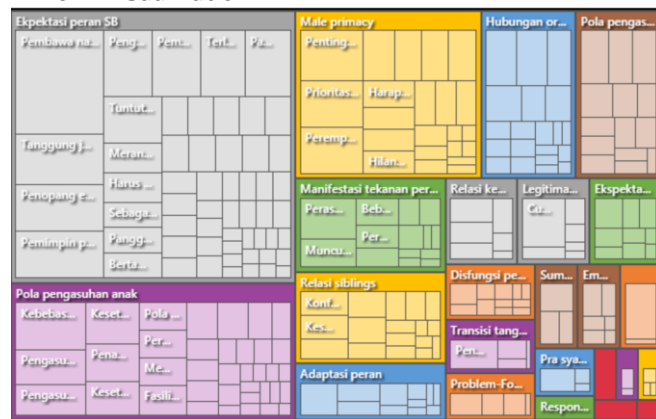 Ekpektasi peran SB
Pembawa na...
Peng...
Pem...
Tert...
Pu...
Tuntut...
Tanggung j...
Meran...
Penopang e...
Harus ...
Sebaga...
Pemimpin p...
Pangg...
Berta...
Male primacy
Penting...
Prioritas...
Harap...
Peremp...
Hilan...
Hubungan or...
Pola pengas...
Manifestasi tekanan per...
Peras...
Beb...
Per...
Muncu...
Relasi ke...
Legitima...
Cu...
Ekspekta...
Pola pengasuhan anak
Kebebas...
Keset...
Pola ...
Per...
Pengasu...
Pena...
Me...
Pengasu...
Keset...
Fasili...
Relasi siblings
Konf...
Kes...
Adaptasi peran
Disfungsi pe...
Transisi tang...
Pen...
Problem-Fo...
Sum...
Em...
Pra sya...
Respon...